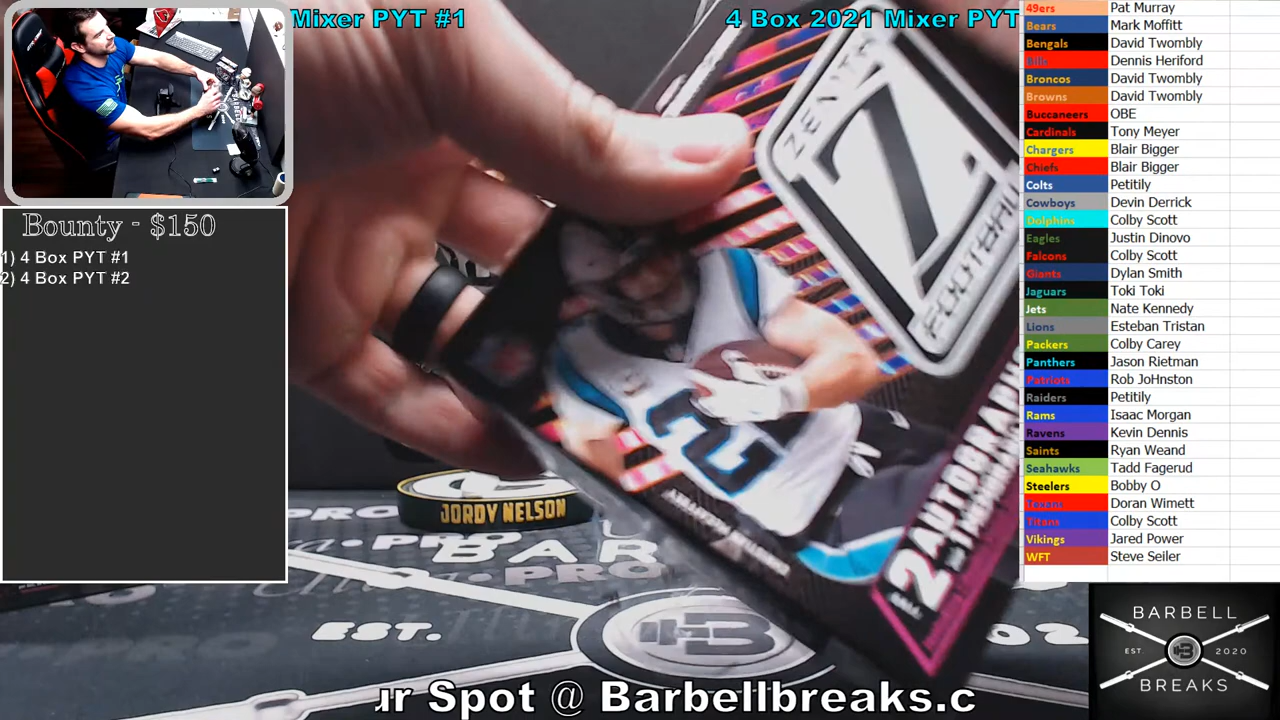 Mixer PYT #1
4 Box 2021 Mixer PYT
Bounty - $150
1) 4 Box PYT #1
2) 4 Box PYT #2
49ers Pat Murray
Bears Mark Moffitt
Bengals David Twombly
Bills Dennis Heriford
Broncos David Twombly
Browns David Twombly
Buccaneers OBE
Cardinals Tony Meyer
Chargers Blair Bigger
Chiefs Blair Bigger
Colts Petitily
Cowboys Devin Derrick
Dolphins Colby Scott
Eagles Justin Dinovo
Falcons Colby Scott
Giants Dylan Smith
Jaguars Toki Toki
Jets Nate Kennedy
Lions Esteban Tristan
Packers Colby Carey
Panthers Jason Rietman
Patriots Rob JoHnston
Raiders Petitily
Rams Isaac Morgan
Ravens Kevin Dennis
Saints Ryan Weand
Seahawks Tadd Fagerud
Steelers Bobby O
Texans Doran Wimett
Titans Colby Scott
Vikings Jared Power
WFT Steve Seiler
ZENITH
Z
FOOTBALL
2 AUTOGRAPH
JORDY NELSON
BAR
PRO
EST.
BARBELL
EST. B 2020
BREAKS
ur Spot @ Barbellbreaks.c